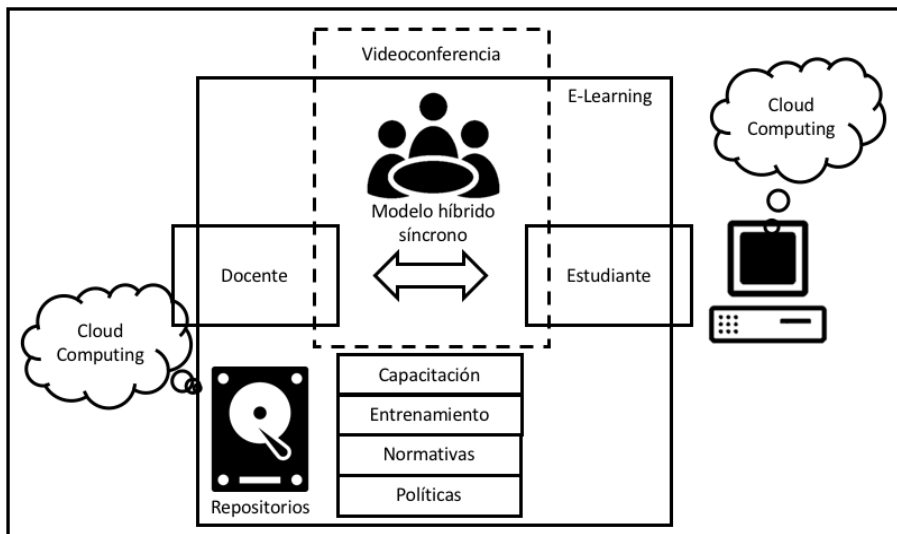 Videoconferencia
E-Learning
Cloud
Computing
Modelo híbrido
síncrono
Docente
Estudiante
Cloud
Computing
Capacitación
Entrenamiento
Normativas
Políticas
Repositorios